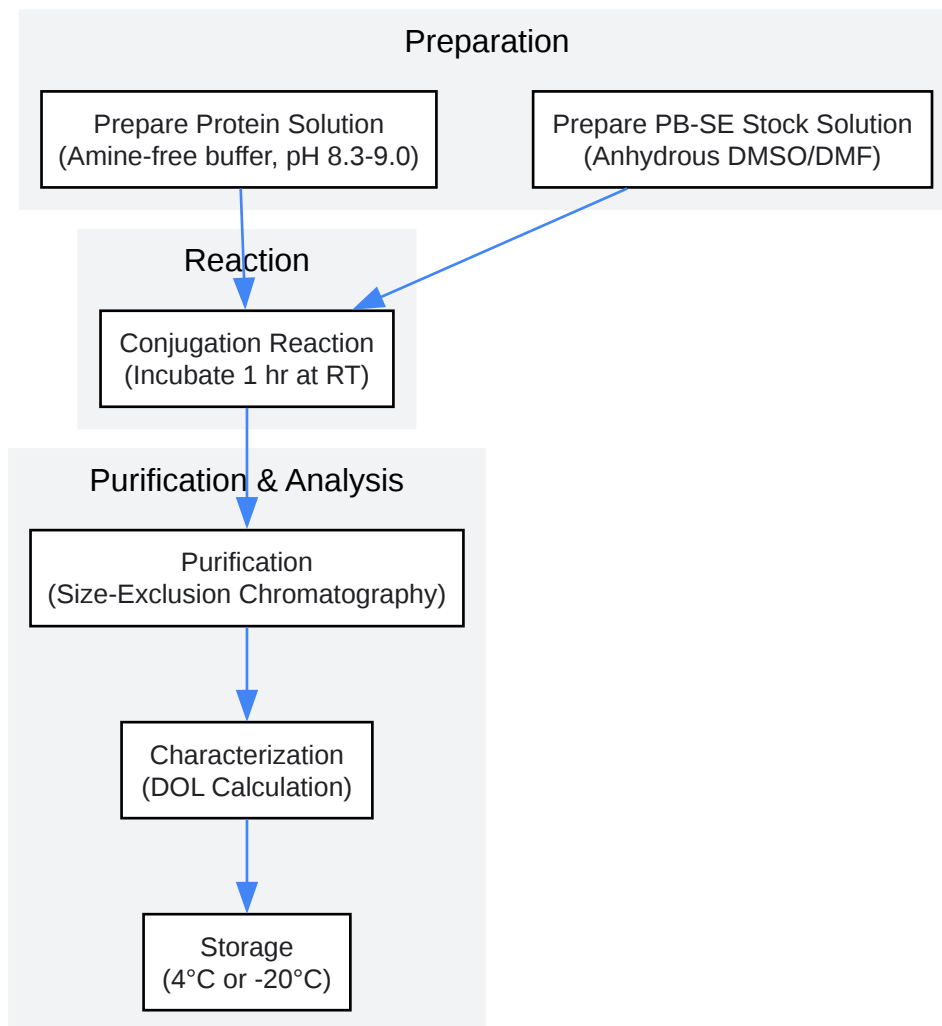 Preparation
Prepare Protein Solution
(Amine-free buffer, pH 8.3-9.0)
Prepare PB-SE Stock Solution
(Anhydrous DMSO/DMF)
Reaction
Conjugation Reaction
(Incubate 1 hr at RT)
Purification & Analysis
Purification
(Size-Exclusion Chromatography)
Characterization
(DOL Calculation)
Storage
(4°C or -20°C)